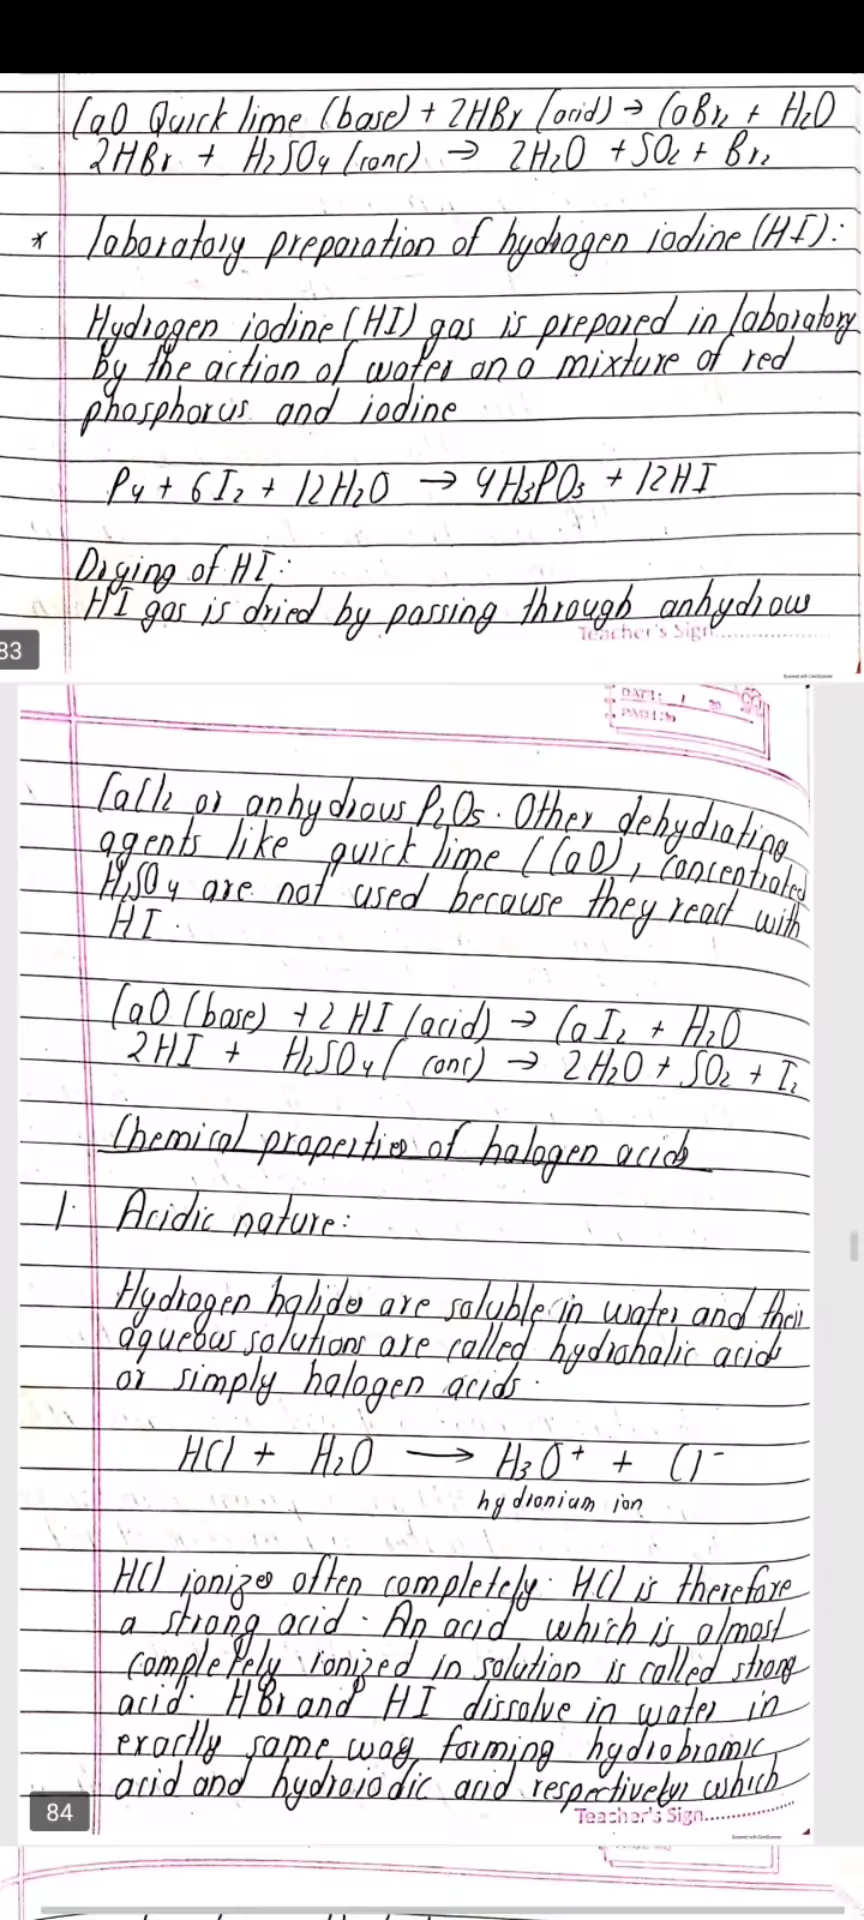 CaO Quick lime (base) + 2HBr (acid) → CaBr₂ + H₂O
2HBr + H₂SO₄ (conc) → 2H₂O + SO₂ + Br₂
* laboratory preparation of hydrogen iodine (HI):
Hydrogen iodine (HI) gas is prepared in laboratory
by the action of water on a mixture of red
phosphorus and iodine
P₄ + 6I₂ + 12H₂O → 4H₃PO₃ + 12HI
Drying of HI:
HI gas is dried by passing through anhydrous
Teacher's Sign..............
83
Scanned with CamScanner
DATE:
PAGE:
CaCl₂ or anhydrous P₂O₅. Other dehydrating
agents like quick lime (CaO), concentrated
H₂SO₄ are not used because they react with
HI.
CaO (base) + 2 HI (acid) → CaI₂ + H₂O
2HI + H₂SO₄ ( conc) → 2H₂O + SO₂ + I₂
Chemical properties of halogen acids
1. Acidic nature:
Hydrogen halides are soluble in water and their
aqueous solutions are called hydrohalic acids
or simply halogen acids.
HCl + H₂O ⟶ H₃O⁺ + Cl⁻
hydronium ion
HCl ionizes often completely. HCl is therefore
a strong acid. An acid which is almost
completely ionized in solution is called strong
acid. HBr and HI dissolve in water in
exactly same way forming hydrobromic
acid and hydroiodic acid respectively which
84
Teacher's Sign..............
Scanned with CamScanner